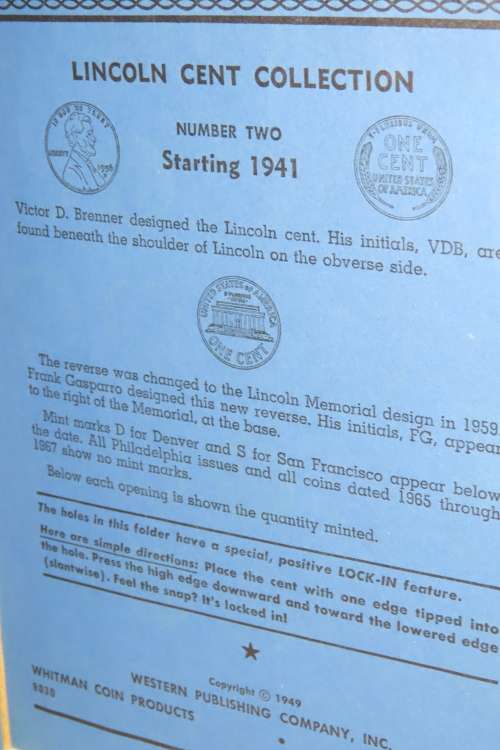 LINCOLN CENT COLLECTION
NUMBER TWO
Starting 1941
IN GOD WE TRUST
LIBERTY
E PLURIBUS UNUM
ONE
CENT
UNITED STATES
OF AMERICA
Victor D. Brenner designed the Lincoln cent. His initials, VDB, are
found beneath the shoulder of Lincoln on the obverse side.
UNITED STATES OF AMERICA
ONE CENT
The reverse was changed to the Lincoln Memorial design in 1959.
Frank Gasparro designed this new reverse. His initials, FG, appear
to the right of the Memorial, at the base.
Mint marks D for Denver and S for San Francisco appear below
the date. All Philadelphia issues and all coins dated 1965 through
1967 show no mint marks.
Below each opening is shown the quantity minted.
The holes in this folder have a special, positive LOCK-IN feature.
Here are simple directions: Place the cent with one edge tipped into
the hole. Press the high edge downward and toward the lowered edge
(slantwise). Feel the snap? It's locked in!
Copyright © 1949
WESTERN PUBLISHING COMPANY, INC.
WHITMAN COIN PRODUCTS